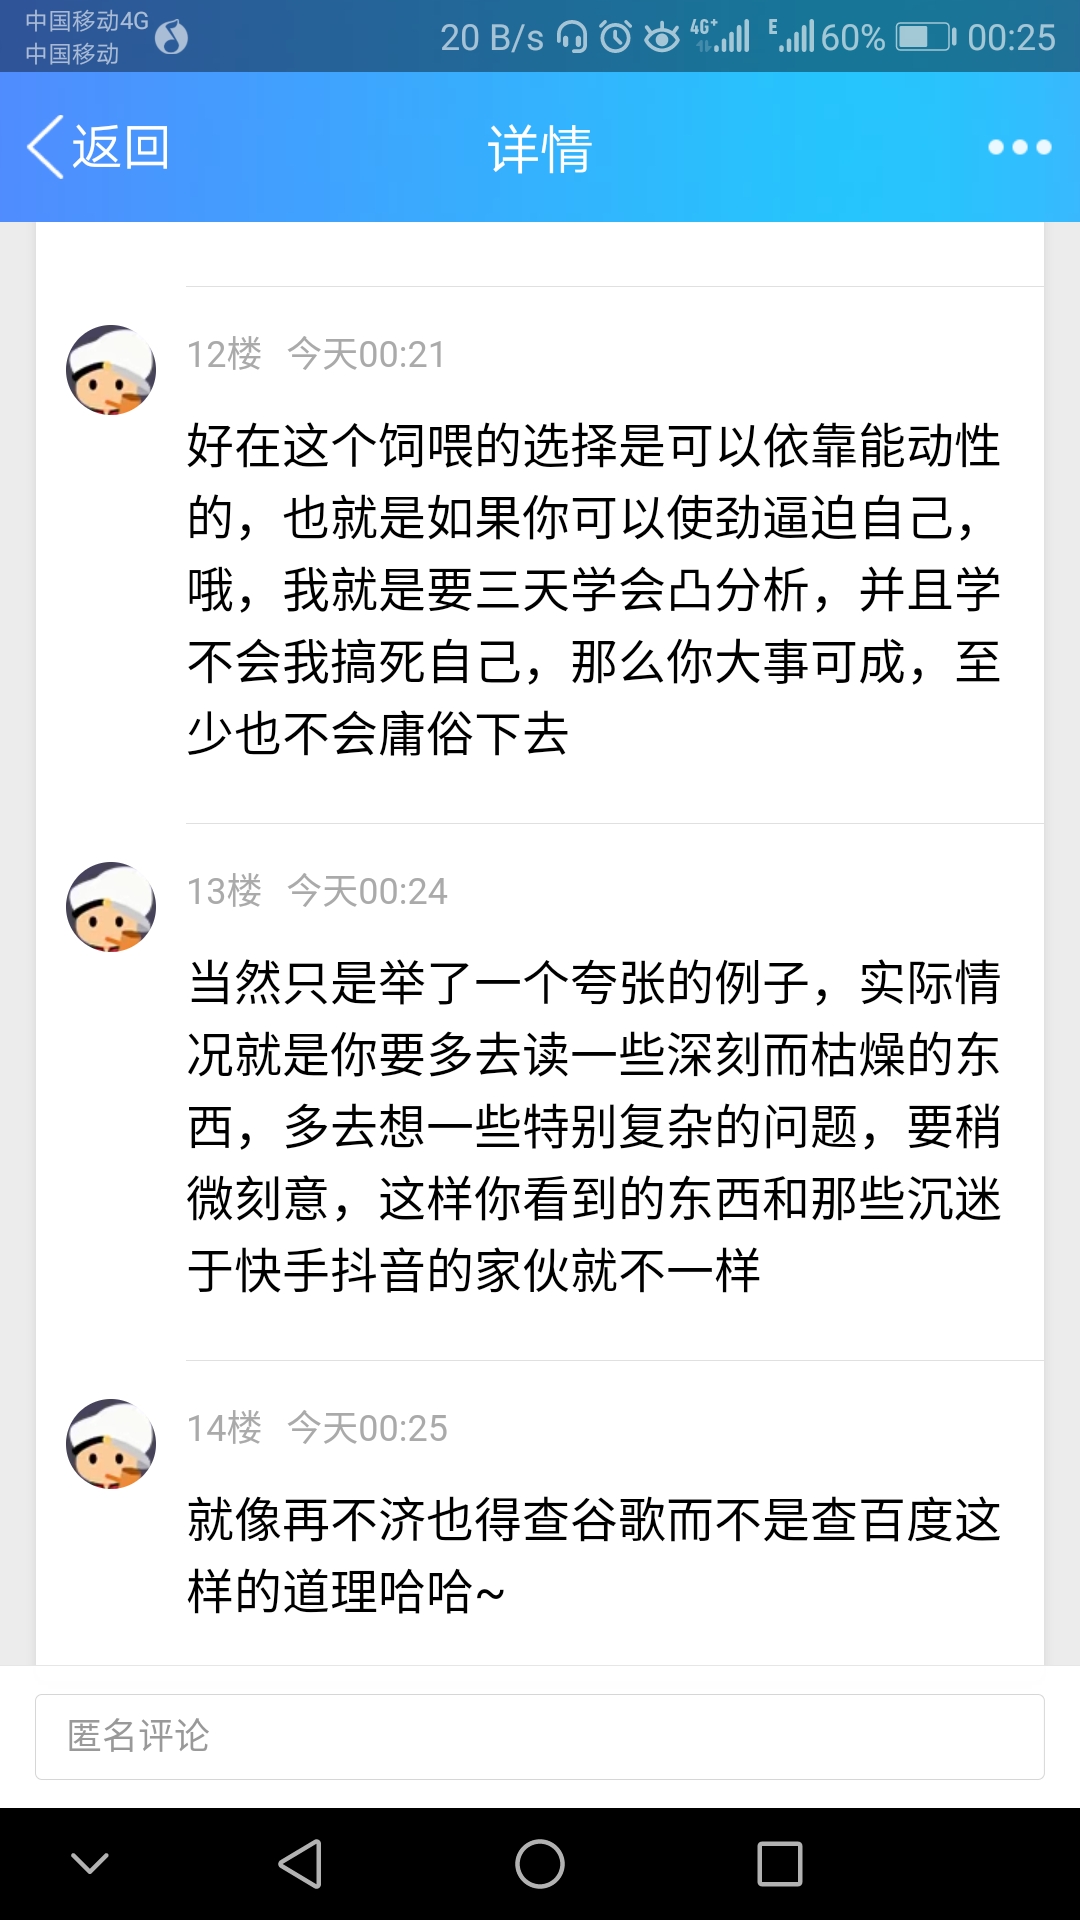 中国移动4G
中国移动
20 B/s 4G+ E 60% 00:25
返回 详情
12楼 今天00:21
好在这个饲喂的选择是可以依靠能动性
的，也就是如果你可以使劲逼迫自己，
哦，我就是要三天学会凸分析，并且学
不会我搞死自己，那么你大事可成，至
少也不会庸俗下去
13楼 今天00:24
当然只是举了一个夸张的例子，实际情
况就是你要多去读一些深刻而枯燥的东
西，多去想一些特别复杂的问题，要稍
微刻意，这样你看到的东西和那些沉迷
于快手抖音的家伙就不一样
14楼 今天00:25
就像再不济也得查谷歌而不是查百度这
样的道理哈哈~
匿名评论